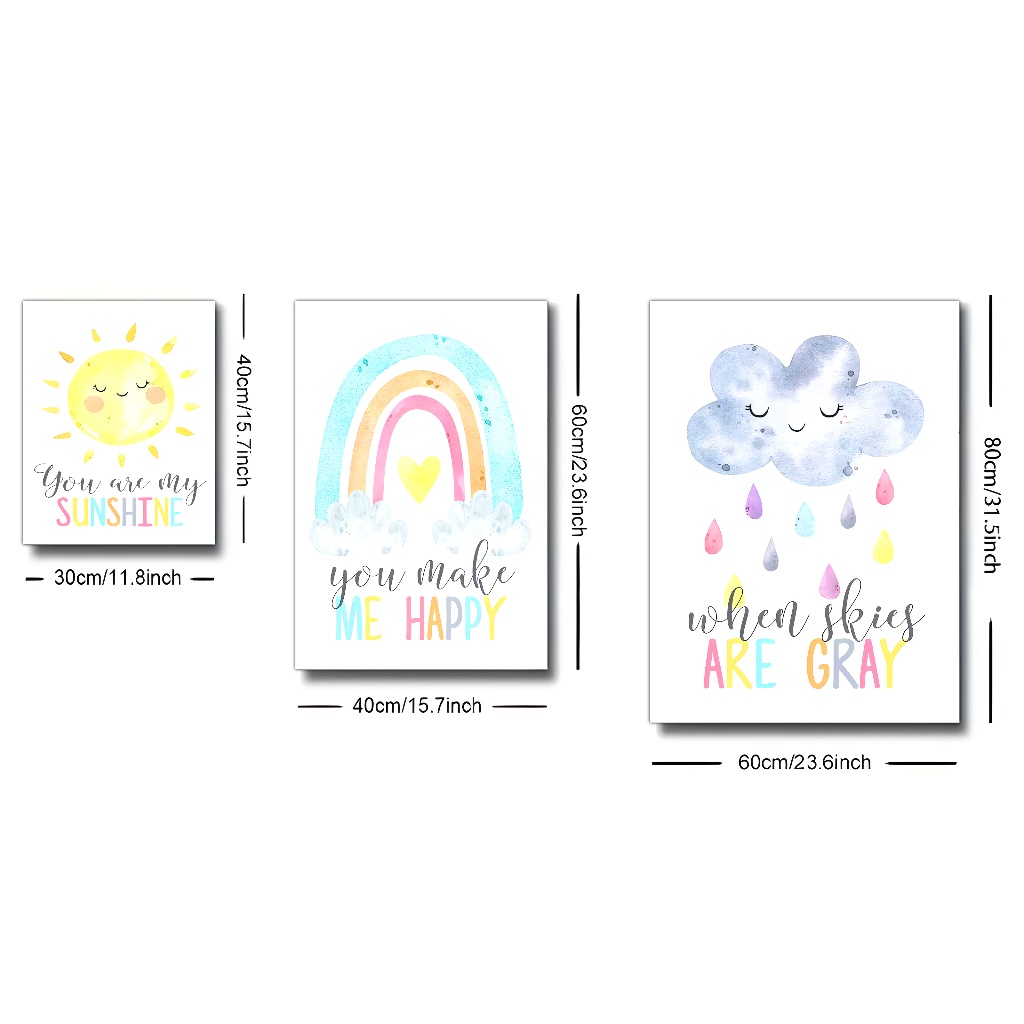 You are my
SUNSHINE
40cm/15.7inch
30cm/11.8inch
you make
ME HAPPY
60cm/23.6inch
40cm/15.7inch
when skies
ARE GRAY
80cm/31.5inch
60cm/23.6inch